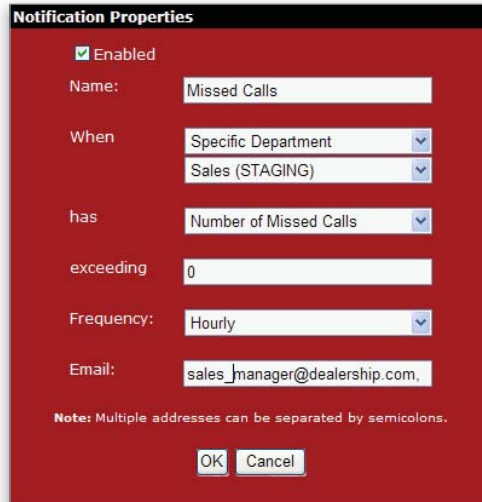 Notification Properties
Enabled
Name: Missed Calls
When Specific Department
Sales (STAGING)
has Number of Missed Calls
exceeding 0
Frequency: Hourly
Email: sales_manager@dealership.com,
Note: Multiple addresses can be separated by semicolons.
OK Cancel